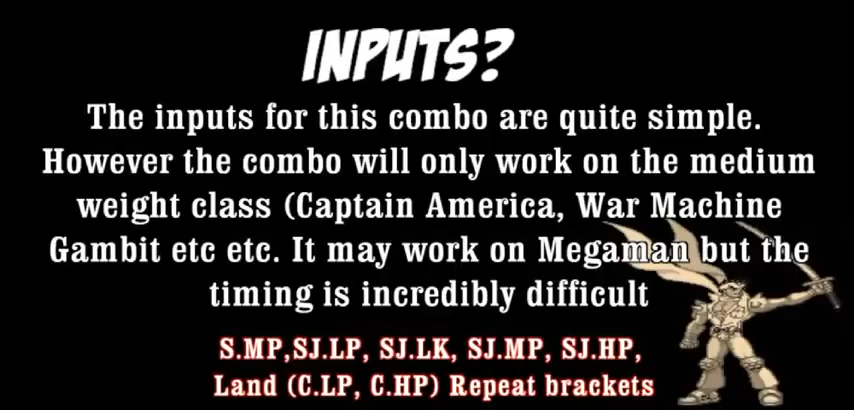 INPUTS?
The inputs for this combo are quite simple.
However the combo will only work on the medium
weight class (Captain America, War Machine
Gambit etc etc. It may work on Megaman but the
timing is incredibly difficult
S.MP,SJ.LP, SJ.LK, SJ.MP, SJ.HP,
Land (C.LP, C.HP) Repeat brackets